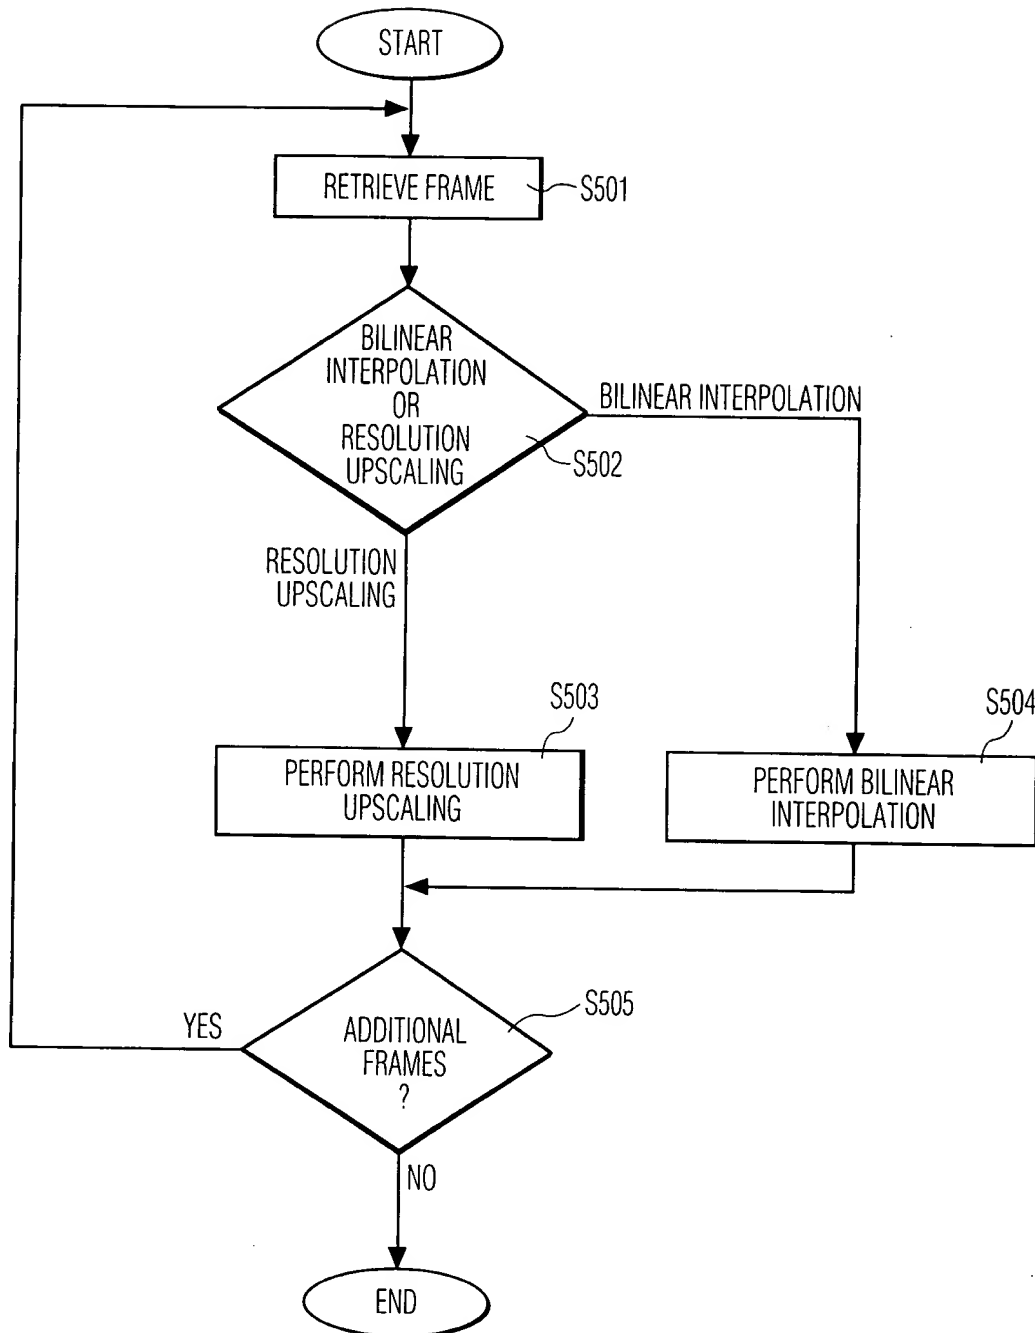 START
RETRIEVE FRAME
S501
BILINEAR
INTERPOLATION
OR
RESOLUTION
UPSCALING
S502
BILINEAR INTERPOLATION
RESOLUTION
UPSCALING
S503
PERFORM RESOLUTION
UPSCALING
S504
PERFORM BILINEAR
INTERPOLATION
S505
ADDITIONAL
FRAMES
?
YES
NO
END